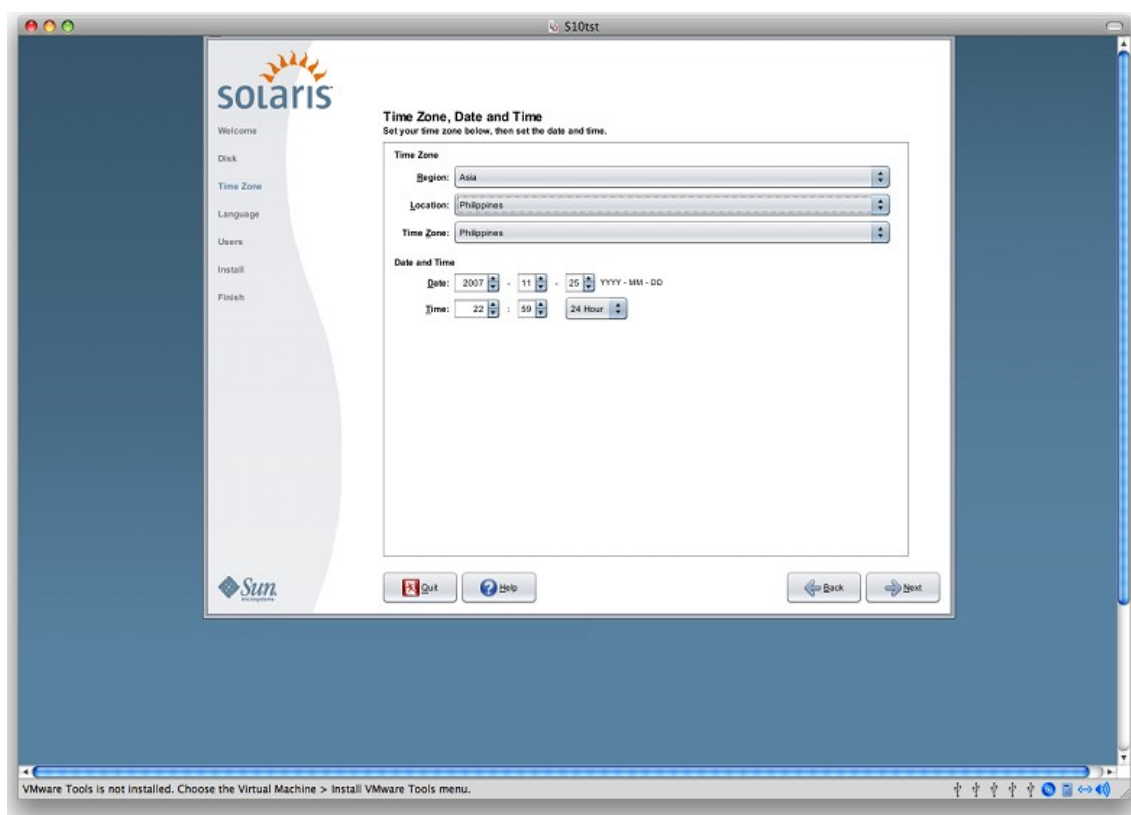 S10tst
solaris
Welcome
Disk
Time Zone
Language
Users
Install
Finish
Time Zone, Date and Time
Set your time zone below, then set the date and time.
Time Zone
Region: Asia
Location: Philippines
Time Zone: Philippines
Date and Time
Date: 2007 - 11 - 25 YYYY - MM - DD
Time: 22 : 59 24 Hour
Sun
microsystems
Quit
Help
Back
Next
VMware Tools is not installed. Choose the Virtual Machine > Install VMware Tools menu.